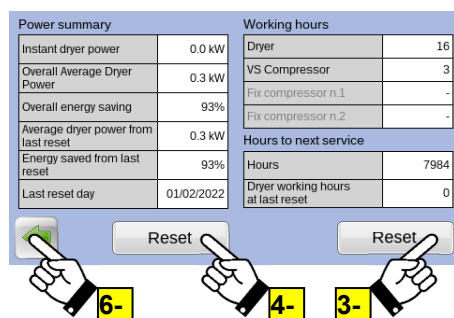 Power summary
Instant dryer power 0.0 kW
Overall Average Dryer
Power 0.3 kW
Overall energy saving 93%
Average dryer power from
last reset 0.3 kW
Energy saved from last
reset 93%
Last reset day 01/02/2022
Working hours
Dryer 16
VS Compressor 3
Fix compressor n.1 -
Fix compressor n.2 -
Hours to next service
Hours 7984
Dryer working hours
at last reset 0
Reset
Reset
6-
4-
3-